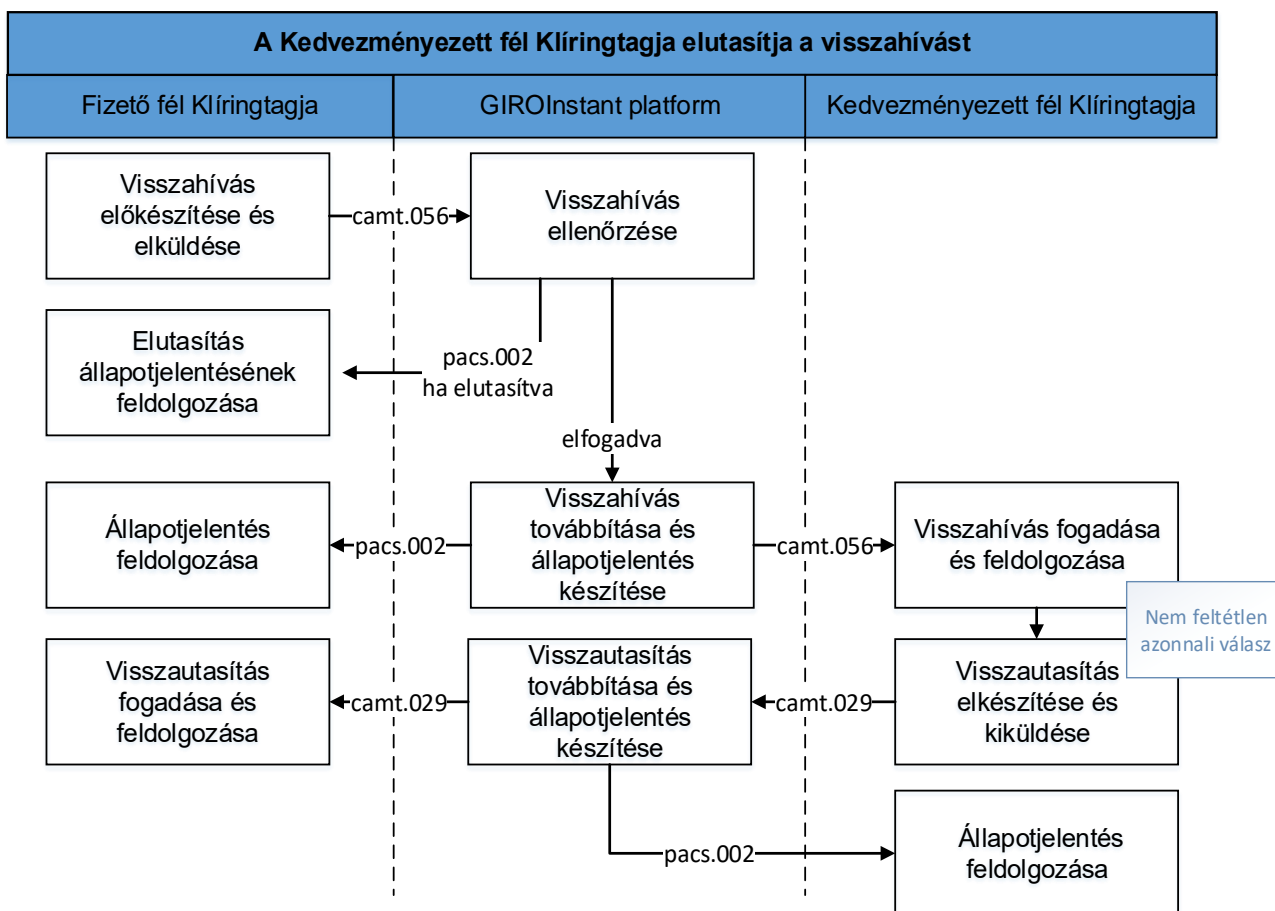 A Kedvezményezett fél Klíringtagja elutasítja a visszahívást
Fizető fél Klíringtagja
GIROInstant platform
Kedvezményezett fél Klíringtagja
Visszahívás
előkészítése és
elküldése
camt.056
Visszahívás
ellenőrzése
Elutasítás
állapotjelentésének
feldolgozása
pacs.002
ha elutasítva
elfogadva
Állapotjelentés
feldolgozása
pacs.002
Visszahívás
továbbítása és
állapotjelentés
készítése
camt.056
Visszahívás fogadása
és feldolgozása
Nem feltétlen
azonnali válasz
Visszautasítás
fogadása és
feldolgozása
camt.029
Visszautasítás
továbbítása és
állapotjelentés
készítése
camt.029
Visszautasítás
elkészítése és
kiküldése
pacs.002
Állapotjelentés
feldolgozása